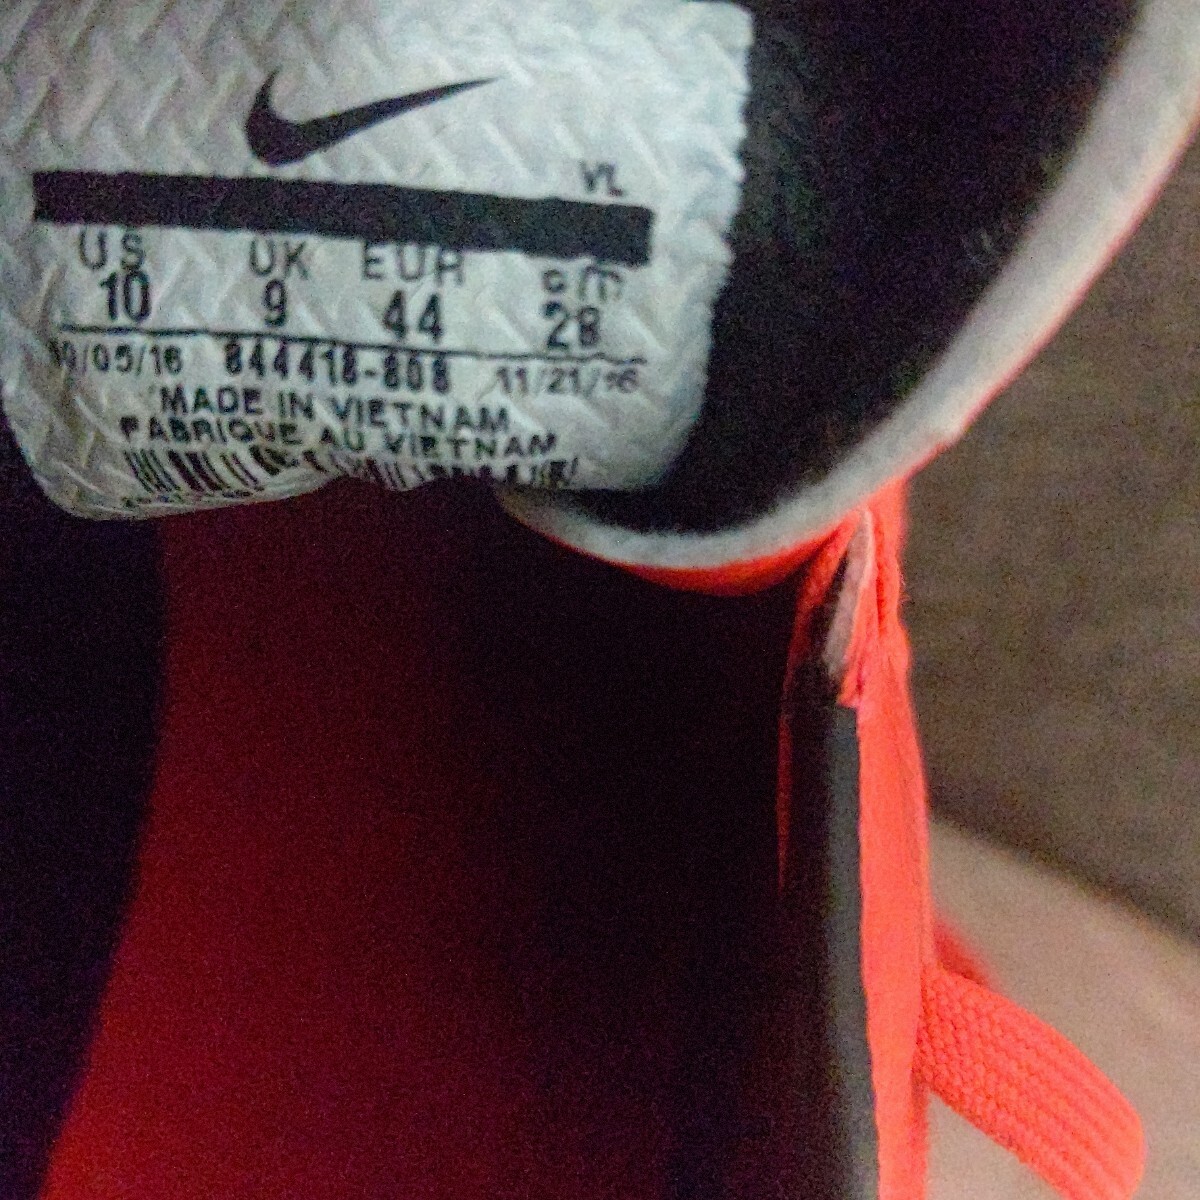 VL
US UK EUR cm
10 9 44 28
/05/16 844418-808 11/21/16
MADE IN VIETNAM
FABRIQUE AU VIETNAM